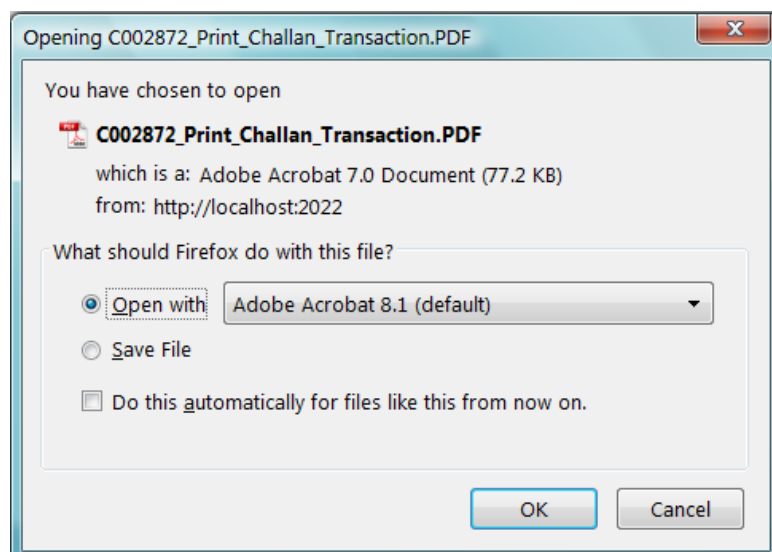 Opening C002872_Print_Challan_Transaction.PDF
You have chosen to open
C002872_Print_Challan_Transaction.PDF
which is a: Adobe Acrobat 7.0 Document (77.2 KB)
from: http://localhost:2022
What should Firefox do with this file?
Open with Adobe Acrobat 8.1 (default)
Save File
Do this automatically for files like this from now on.
OK Cancel